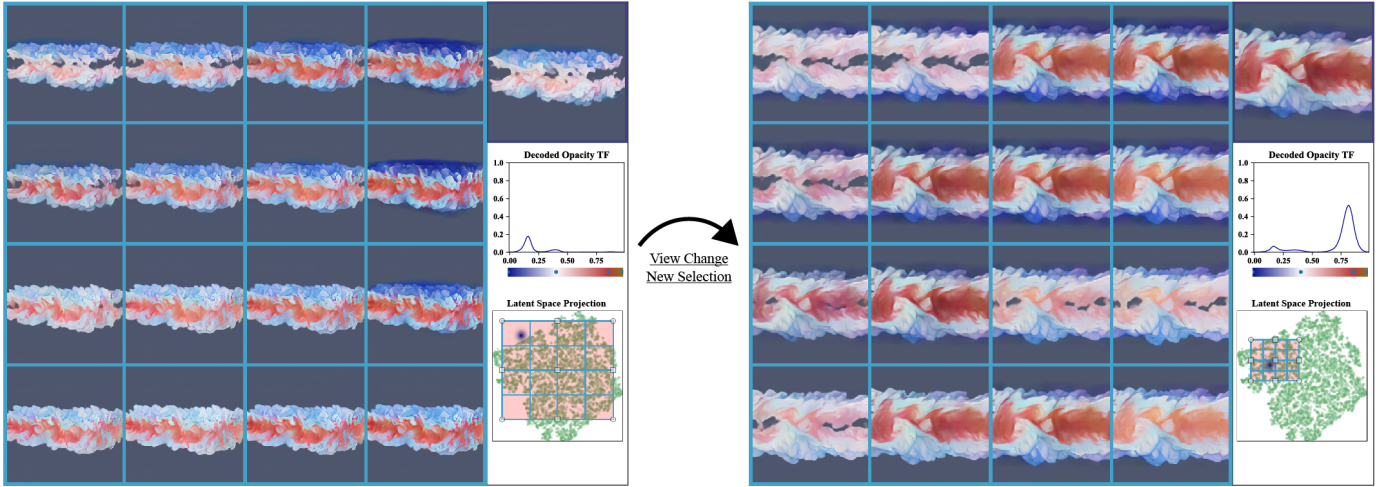 Decoded Opacity TF
1.0
0.8
0.6
0.4
0.2
0.0
0.00 0.25 0.50 0.75
Latent Space Projection
View Change
New Selection
Decoded Opacity TF
1.0
0.8
0.6
0.4
0.2
0.0
0.00 0.25 0.50 0.75
Latent Space Projection